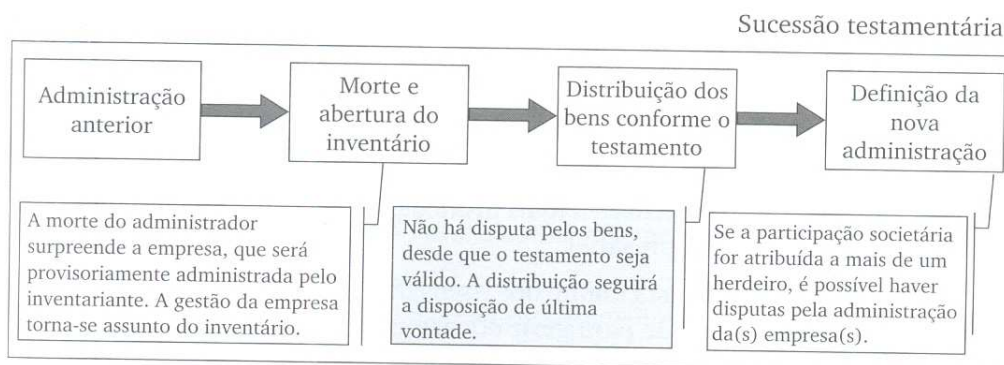 Sucessão testamentária
Administração
anterior
Morte e
abertura do
inventário
Distribuição dos
bens conforme o
testamento
Definição da
nova
administração
A morte do administrador
surpreende a empresa, que será
provisoriamente administrada pelo
inventariante. A gestão da empresa
torna-se assunto do inventário.
Não há disputa pelos bens,
desde que o testamento seja
válido. A distribuição seguirá
a disposição de última
vontade.
Se a participação societária
for atribuída a mais de um
herdeiro, é possível haver
disputas pela administração
da(s) empresa(s).